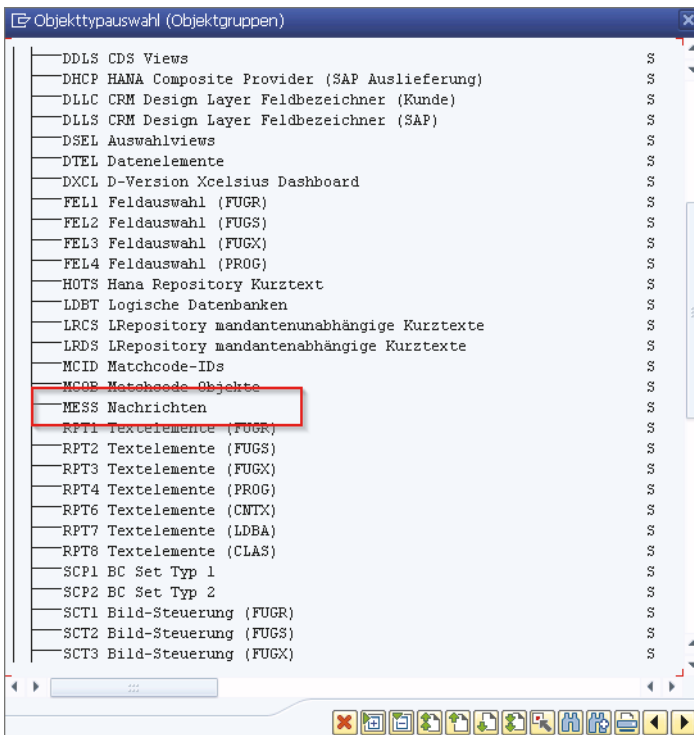 Objekttypauswahl (Objektgruppen)
DDLS CDS Views S
DHCP HANA Composite Provider (SAP Auslieferung) S
DLLC CRM Design Layer Feldbezeichner (Kunde) S
DLLS CRM Design Layer Feldbezeichner (SAP) S
DSEL Auswahlviews S
DTEL Datenelemente S
DXCL D-Version Xcelsius Dashboard S
FEL1 Feldauswahl (FUGR) S
FEL2 Feldauswahl (FUGS) S
FEL3 Feldauswahl (FUGX) S
FEL4 Feldauswahl (PROG) S
HOTS Hana Repository Kurztext S
LDBT Logische Datenbanken S
LRCS LRepository mandantenunabhängige Kurztexte S
LRDS LRepository mandantenabhängige Kurztexte S
MCID Matchcode-IDs S
MCOB Matchcode Objekte S
MESS Nachrichten S
RPT1 Textelemente (FUGR) S
RPT2 Textelemente (FUGS) S
RPT3 Textelemente (FUGX) S
RPT4 Textelemente (PROG) S
RPT6 Textelemente (CNTX) S
RPT7 Textelemente (LDBA) S
RPT8 Textelemente (CLAS) S
SCP1 BC Set Typ 1 S
SCP2 BC Set Typ 2 S
SCT1 Bild-Steuerung (FUGR) S
SCT2 Bild-Steuerung (FUGS) S
SCT3 Bild-Steuerung (FUGX) S